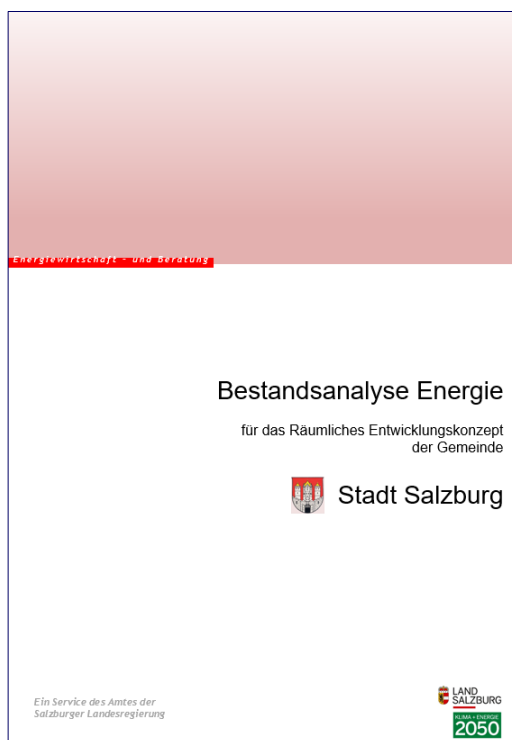 Energiewirtschaft - und Beratung
Bestandsanalyse Energie
für das Räumliches Entwicklungskonzept
der Gemeinde
Stadt Salzburg
Ein Service des Amtes der
Salzburger Landesregierung
LAND
SALZBURG
KLIMA + ENERGIE
2050